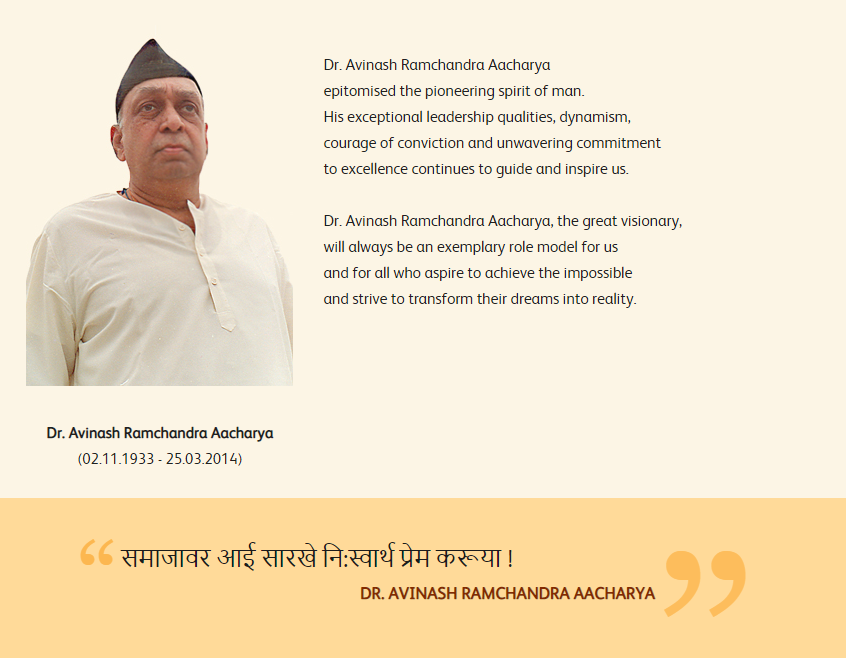 Dr. Avinash Ramchandra Aacharya
epitomised the pioneering spirit of man.
His exceptional leadership qualities, dynamism,
courage of conviction and unwavering commitment
to excellence continues to guide and inspire us.
Dr. Avinash Ramchandra Aacharya, the great visionary,
will always be an exemplary role model for us
and for all who aspire to achieve the impossible
and strive to transform their dreams into reality.
Dr. Avinash Ramchandra Aacharya
(02.11.1933 - 25.03.2014)
“ समाजावर आई सारखे नि:स्वार्थ प्रेम करूया ! ”
DR. AVINASH RAMCHANDRA AACHARYA